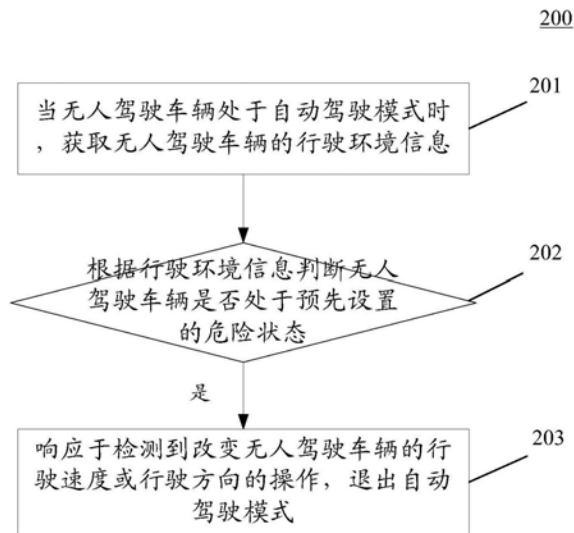 200
当无人驾驶车辆处于自动驾驶模式时
，获取无人驾驶车辆的行驶环境信息
201
根据行驶环境信息判断无人
驾驶车辆是否处于预先设置
的危险状态
202
是
响应于检测到改变无人驾驶车辆的行
驶速度或行驶方向的操作，退出自动
驾驶模式
203